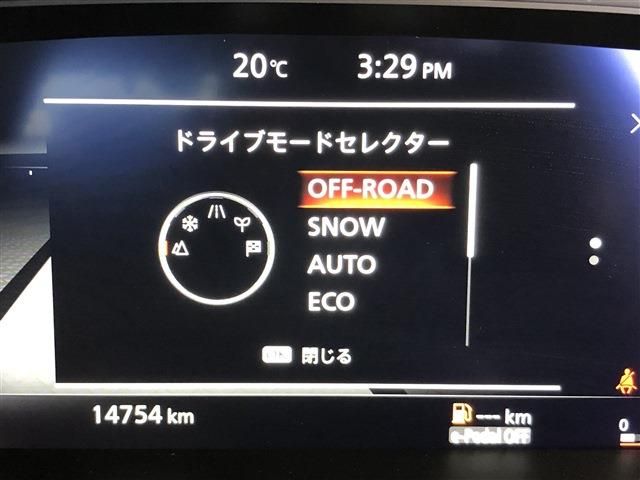 20℃ 3:29 PM
ドライブモードセレクター
OFF-ROAD
SNOW
AUTO
ECO
OK 閉じる
14754 km
--- km
e-Pedal OFF
0